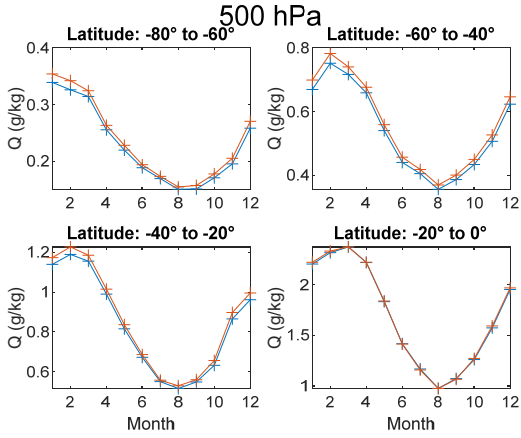 500 hPa
Latitude: -80° to -60°
Latitude: -60° to -40°
Q (g/kg)
0.4
0.3
0.2
2 4 6 8 10 12
Q (g/kg)
0.8
0.6
0.4
2 4 6 8 10 12
Latitude: -40° to -20°
Latitude: -20° to 0°
Q (g/kg)
1.2
1
0.8
0.6
2 4 6 8 10 12
Month
Q (g/kg)
2
1.5
1
2 4 6 8 10 12
Month